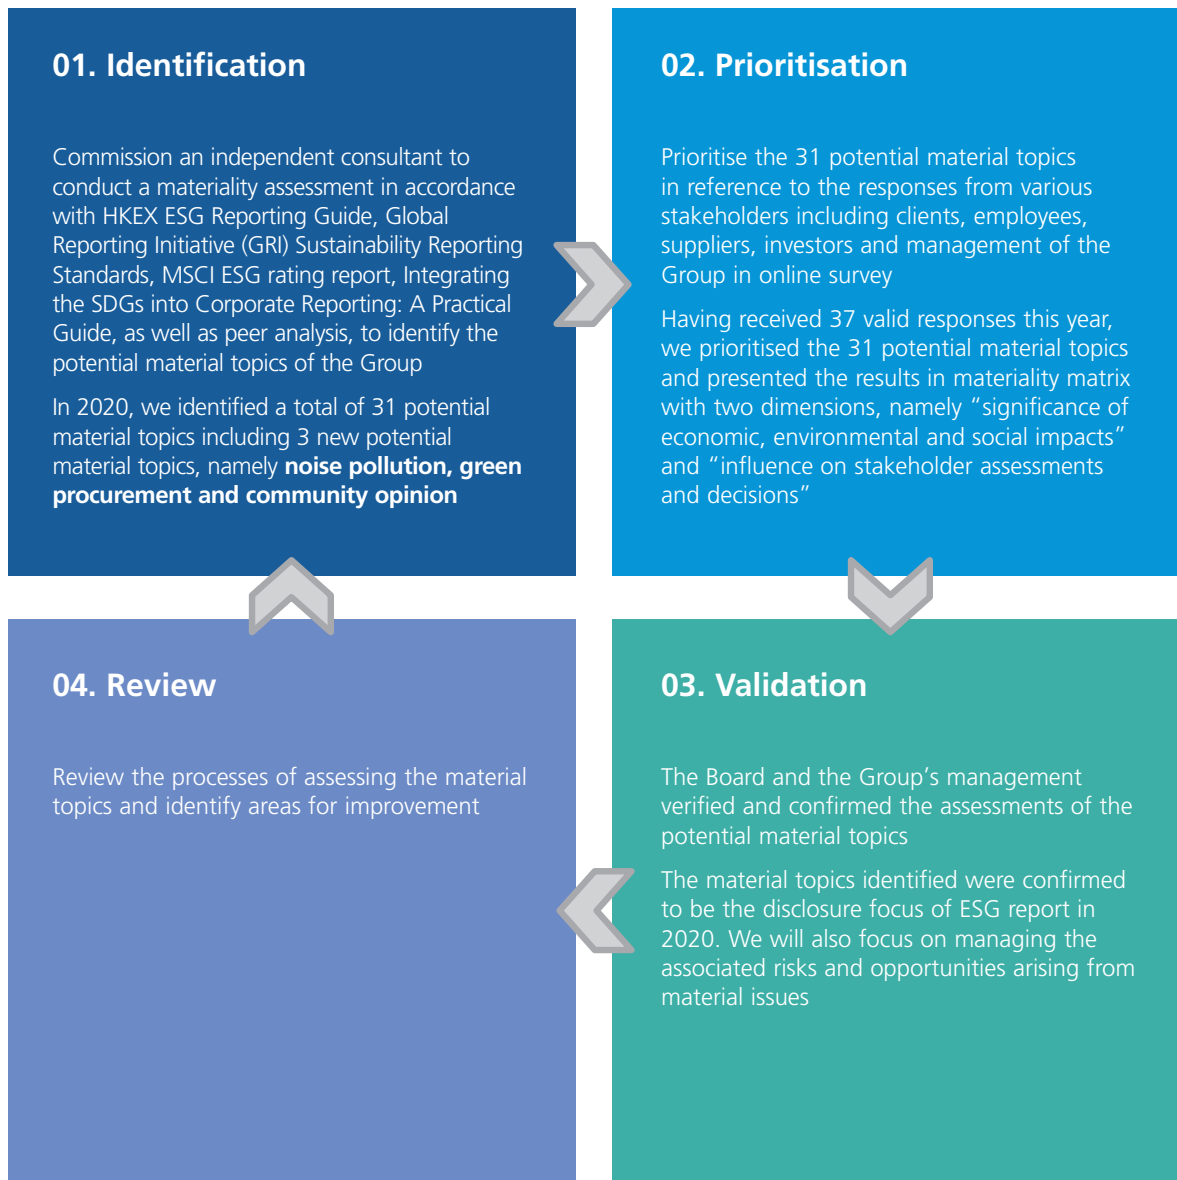 01. Identification
Commission an independent consultant to
conduct a materiality assessment in accordance
with HKEX ESG Reporting Guide, Global
Reporting Initiative (GRI) Sustainability Reporting
Standards, MSCI ESG rating report, Integrating
the SDGs into Corporate Reporting: A Practical
Guide, as well as peer analysis, to identify the
potential material topics of the Group
In 2020, we identified a total of 31 potential
material topics including 3 new potential
material topics, namely noise pollution, green
procurement and community opinion
02. Prioritisation
Prioritise the 31 potential material topics
in reference to the responses from various
stakeholders including clients, employees,
suppliers, investors and management of the
Group in online survey
Having received 37 valid responses this year,
we prioritised the 31 potential material topics
and presented the results in materiality matrix
with two dimensions, namely “significance of
economic, environmental and social impacts”
and “influence on stakeholder assessments
and decisions”
03. Validation
The Board and the Group’s management
verified and confirmed the assessments of the
potential material topics
The material topics identified were confirmed
to be the disclosure focus of ESG report in
2020. We will also focus on managing the
associated risks and opportunities arising from
material issues
04. Review
Review the processes of assessing the material
topics and identify areas for improvement